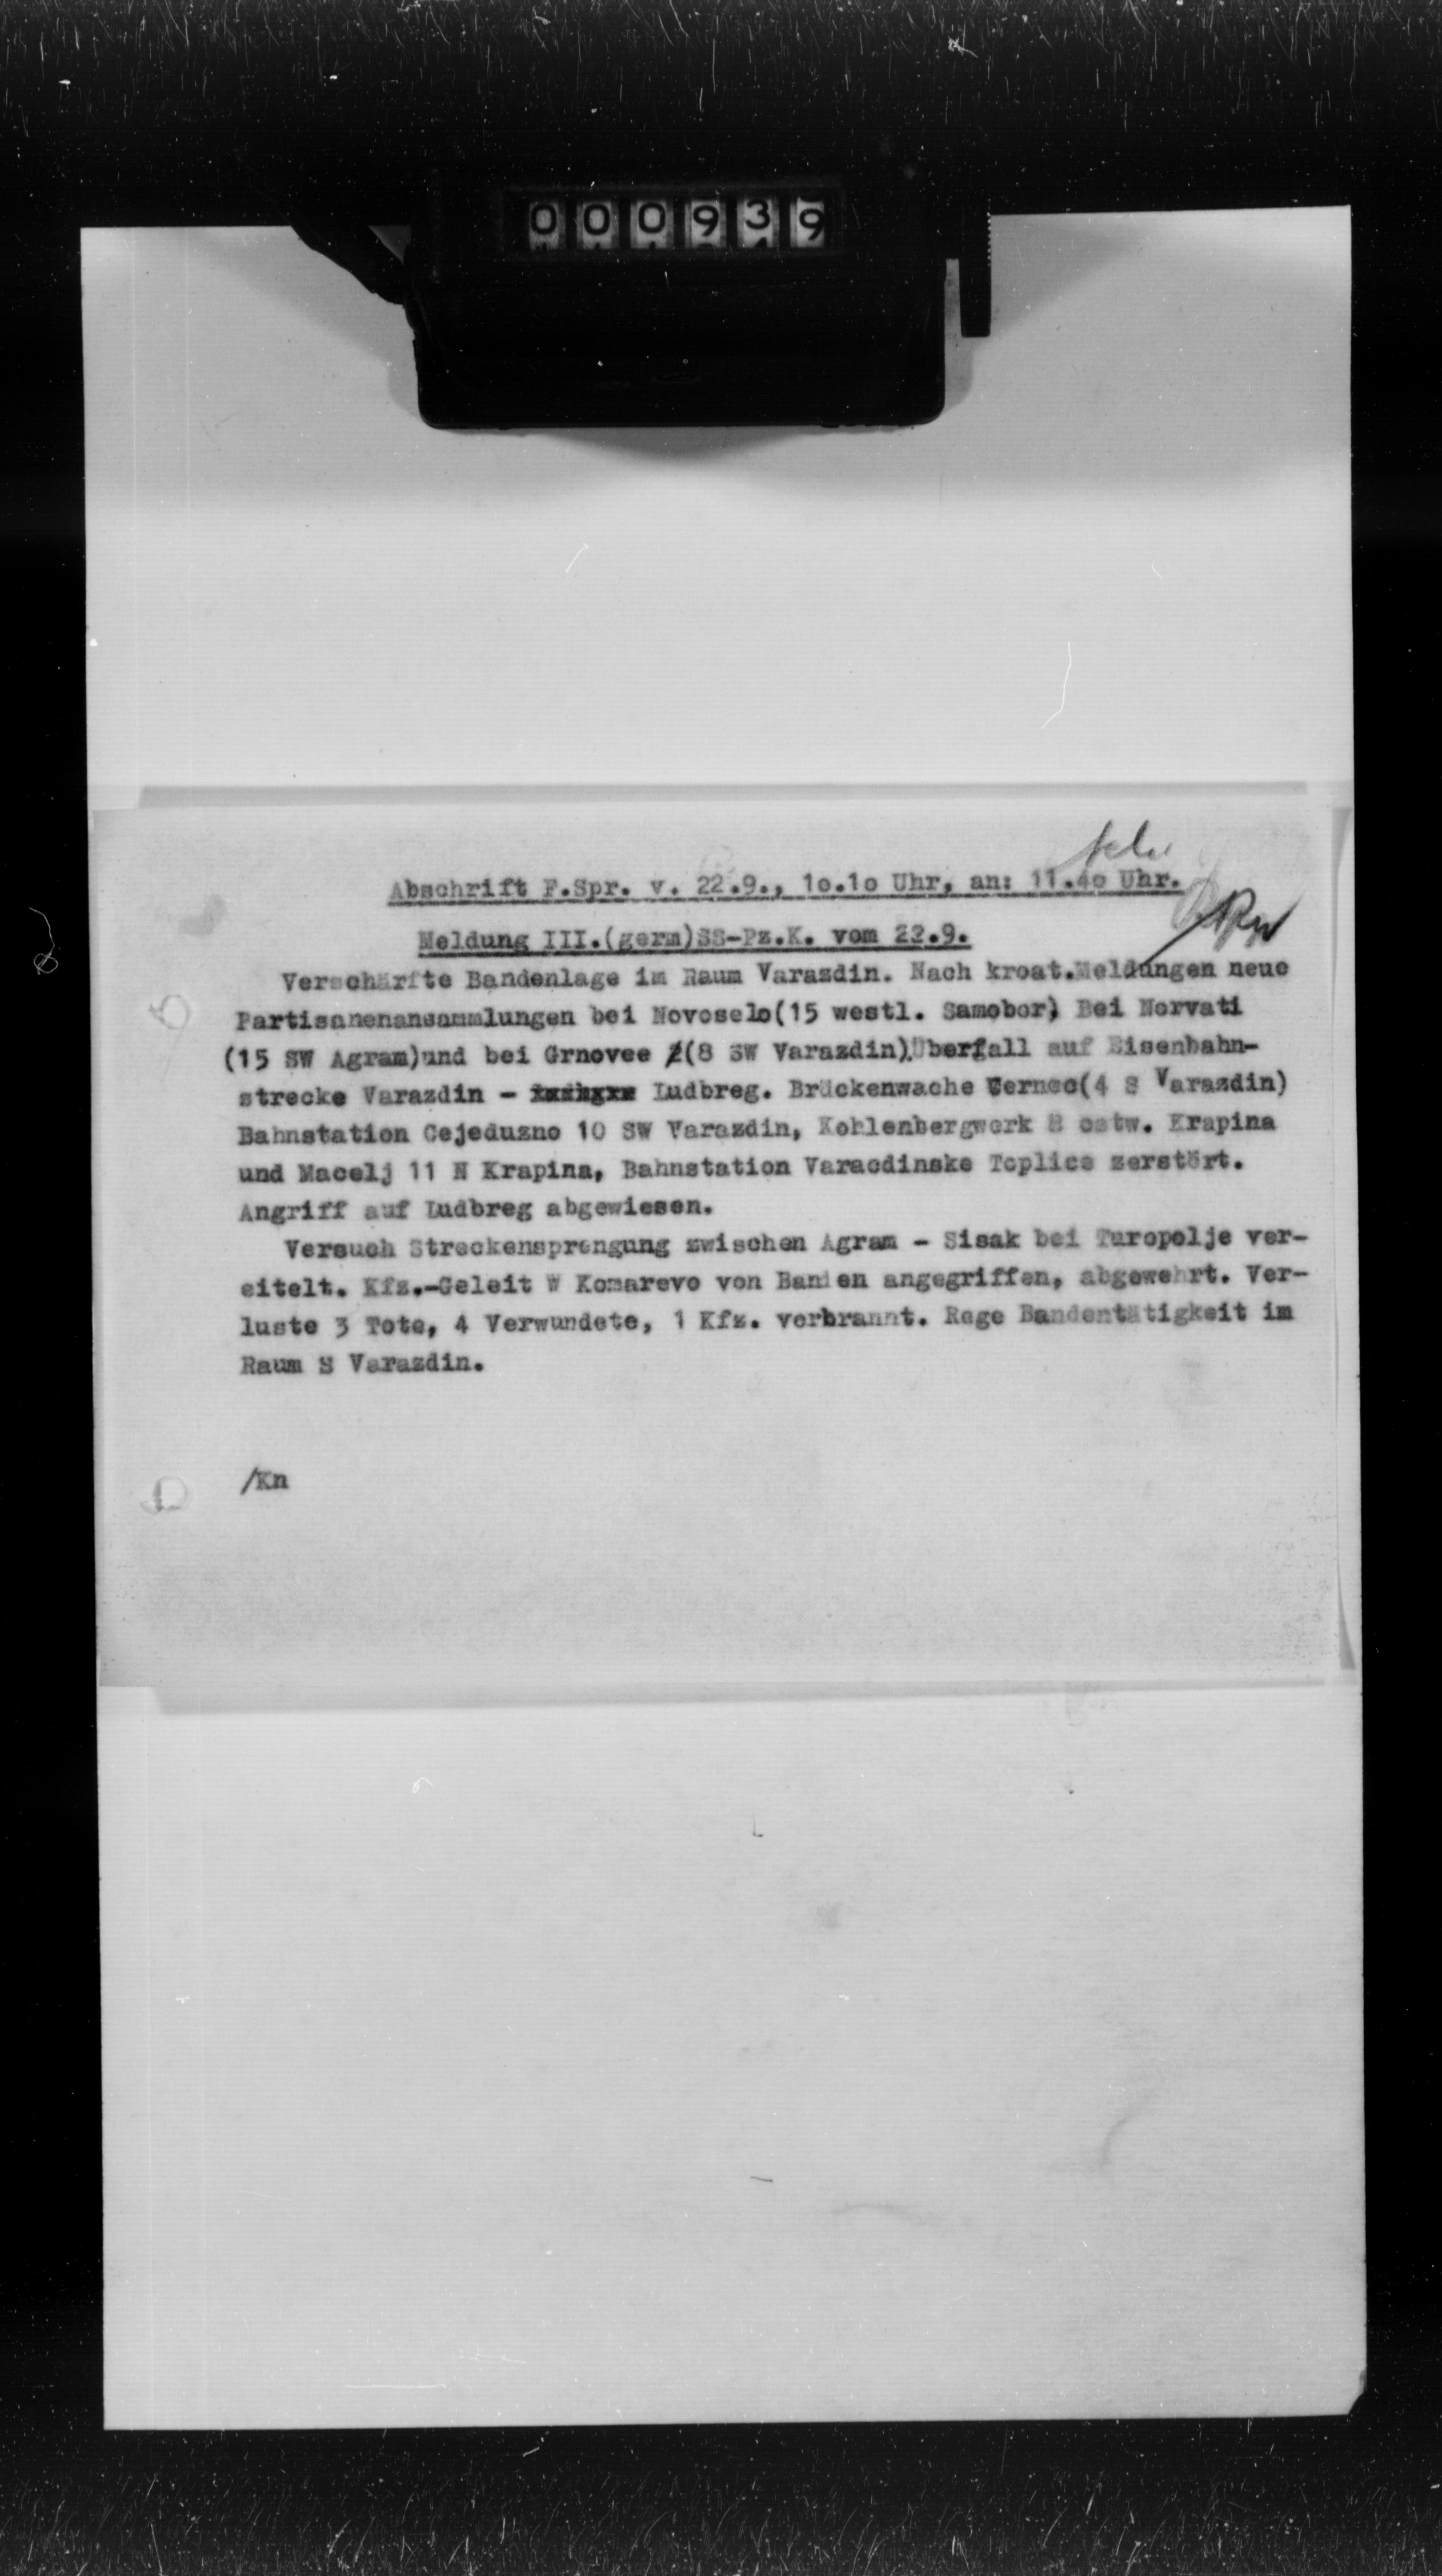 000939
Abschrift F.Spr. v. 22.9., 1o.1o Uhr, an: 11.4o Uhr.
Meldung III.(germ)SS-Pz.K. vom 22.9.
Verschärfte Bandenlage im Raum Varazdin. Nach kroat.Meldungen neue
Partisanenansammlungen bei Novoselo(15 westl. Samobor) Bei Norvati
(15 SW Agram)und bei Grnovee (8 SW Varazdin).Überfall auf Eisenbahn-
strecke Varazdin - Ludbreg. Brückenwache Cernec(4 S Varazdin)
Bahnstation Cejeduzno 10 SW Varazdin, Kohlenbergwerk 8 ostw. Krapina
und Macelj 11 N Krapina, Bahnstation Varacdinske Toplice zerstört.
Angriff auf Ludbreg abgewiesen.
Versuch Streckensprengung zwischen Agram - Sisak bei Turopolje ver-
eitelt. Kfz.-Geleit W Komarevo von Banden angegriffen, abgewehrt. Ver-
luste 3 Tote, 4 Verwundete, 1 Kfz. verbrannt. Rege Bandentätigkeit im
Raum S Varazdin.
/Kn